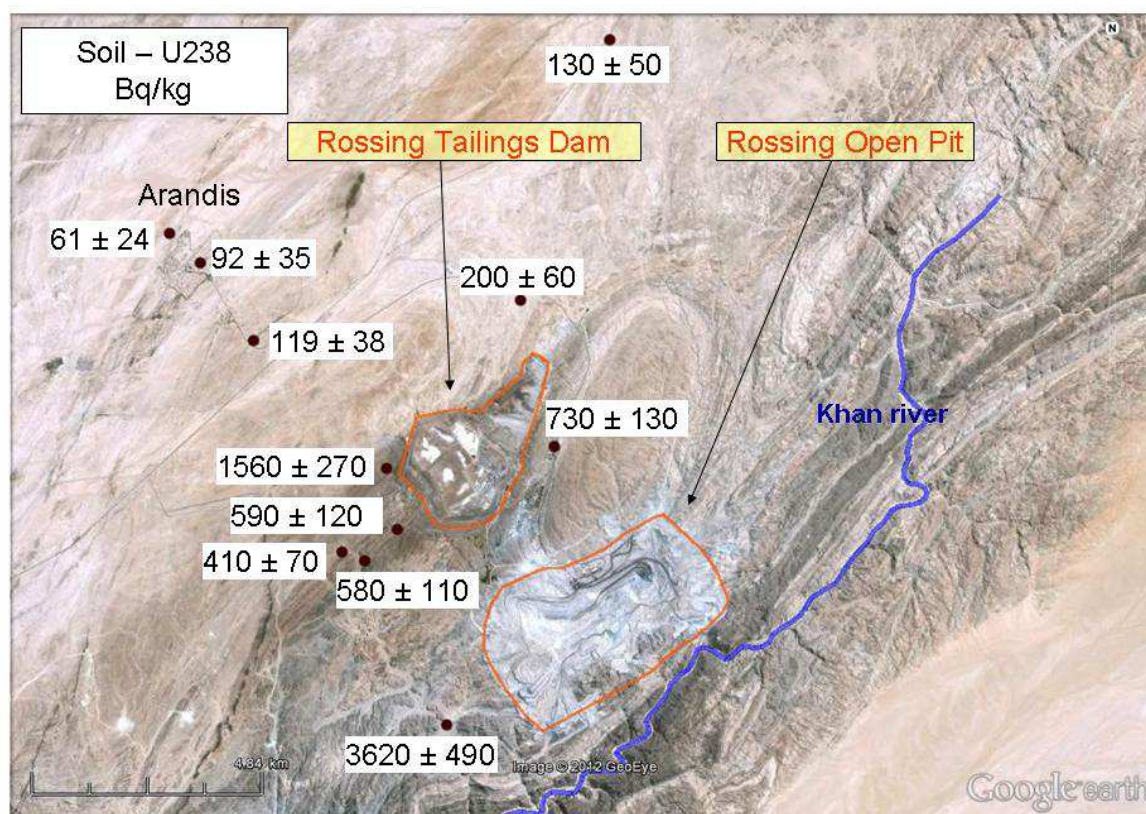 Soil – U238
Bq/kg
N
130 ± 50
Rossing Tailings Dam
Rossing Open Pit
Arandis
61 ± 24
92 ± 35
200 ± 60
119 ± 38
Khan river
730 ± 130
1560 ± 270
590 ± 120
410 ± 70
580 ± 110
3620 ± 490
4.84 km
Image © 2012 GeoEye
Google earth